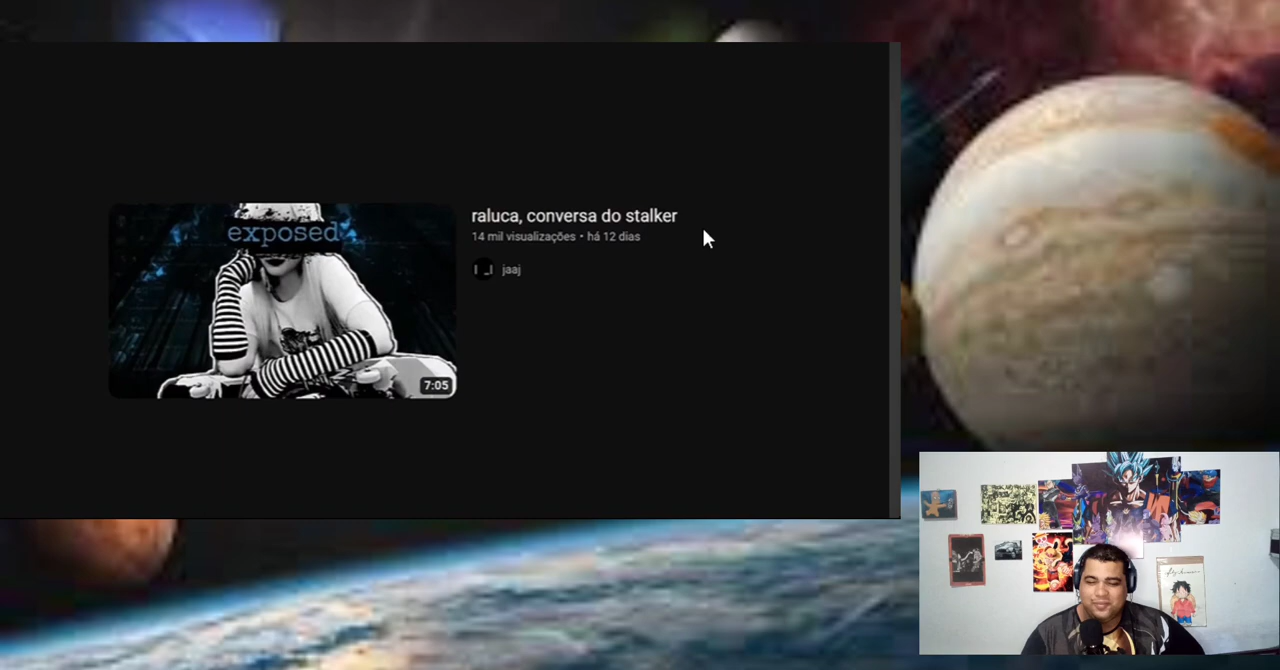 exposed
raluca, conversa do stalker
14 mil visualizações • há 12 dias
jaaj
7:05